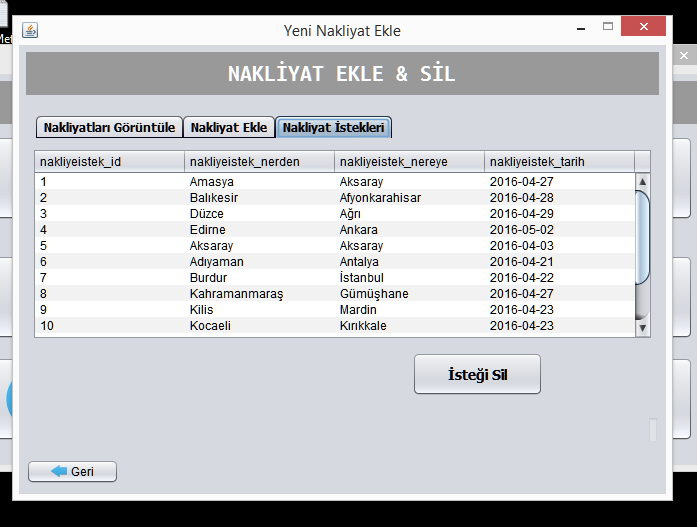 Met
Yeni Nakliyat Ekle
NAKLİYAT EKLE & SİL
Nakliyatları Görüntüle Nakliyat Ekle Nakliyat İstekleri
nakliyeistek_id nakliyeistek_nerden nakliyeistek_nereye nakliyeistek_tarih
1 Amasya Aksaray 2016-04-27
2 Balıkesir Afyonkarahisar 2016-04-28
3 Düzce Ağrı 2016-04-29
4 Edirne Ankara 2016-05-02
5 Aksaray Aksaray 2016-04-03
6 Adıyaman Antalya 2016-04-21
7 Burdur İstanbul 2016-04-22
8 Kahramanmaraş Gümüşhane 2016-04-27
9 Kilis Mardin 2016-04-23
10 Kocaeli Kırıkkale 2016-04-23
İsteği Sil
Geri